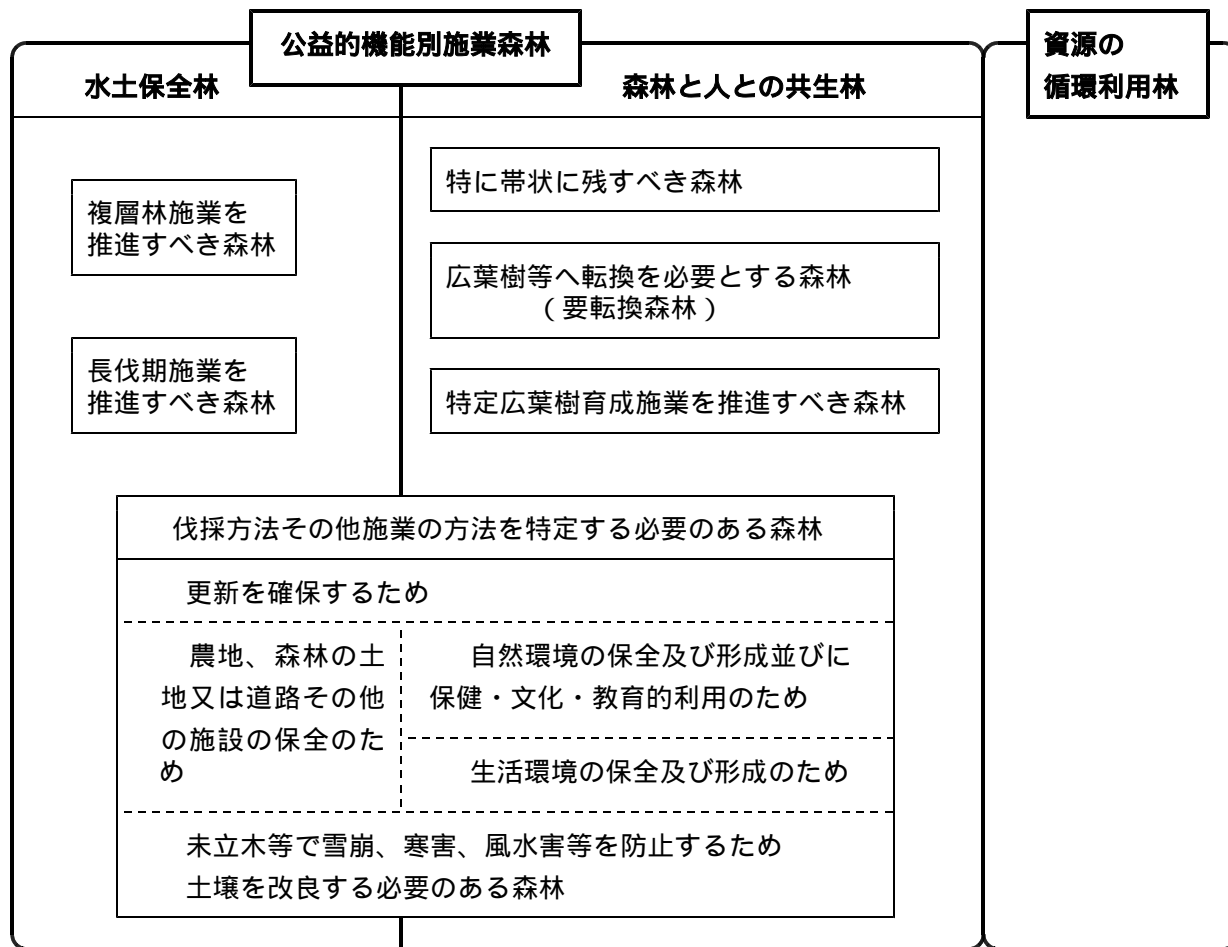 公益的機能別施業森林
水土保全林
森林と人との共生林
資源の
循環利用林
複層林施業を
推進すべき森林
長伐期施業を
推進すべき森林
特に帯状に残すべき森林
広葉樹等へ転換を必要とする森林
(要転換森林)
特定広葉樹育成施業を推進すべき森林
伐採方法その他施業の方法を特定する必要のある森林
更新を確保するため
農地、森林の土
地又は道路その他
の施設の保全のた
め
自然環境の保全及び形成並びに
保健・文化・教育的利用のため
生活環境の保全及び形成のため
未立木等で雪崩、寒害、風水害等を防止するため
土壌を改良する必要のある森林